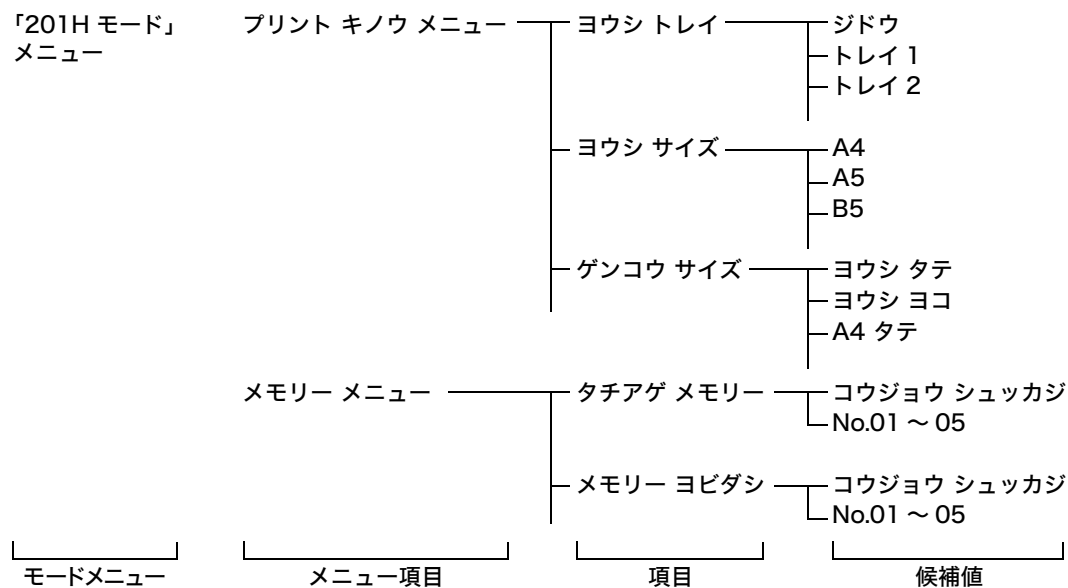 「201H モード」 プリント キノウ メニュー ヨウシ トレイ ジドウ
メニュー トレイ 1
トレイ 2
ヨウシ サイズ A4
A5
B5
ゲンコウ サイズ ヨウシ タテ
ヨウシ ヨコ
A4 タテ
メモリー メニュー タチアゲ メモリー コウジョウ シュッカジ
No.01 ～ 05
メモリー ヨビダシ コウジョウ シュッカジ
No.01 ～ 05
モードメニュー メニュー項目 項目 候補値